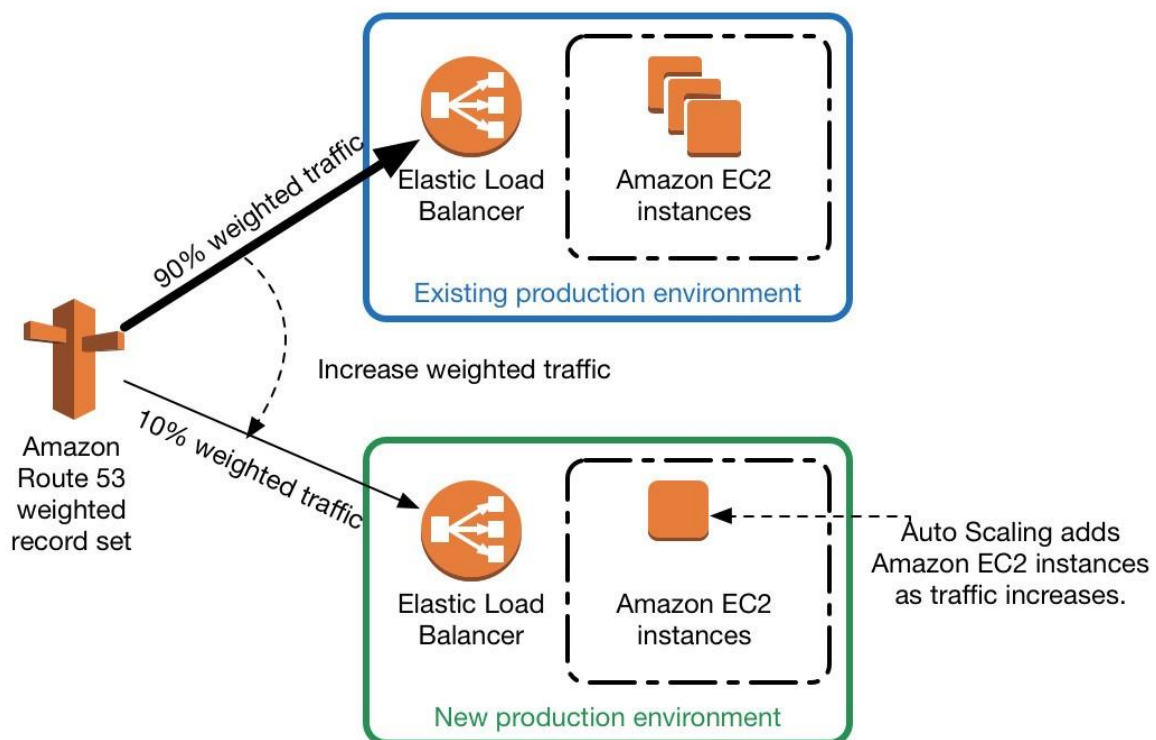 Elastic Load
Balancer
Amazon EC2
instances
Existing production environment
90% weighted traffic
Increase weighted traffic
Amazon
Route 53
weighted
record set
10% weighted traffic
Elastic Load
Balancer
Amazon EC2
instances
New production environment
Auto Scaling adds
Amazon EC2 instances
as traffic increases.